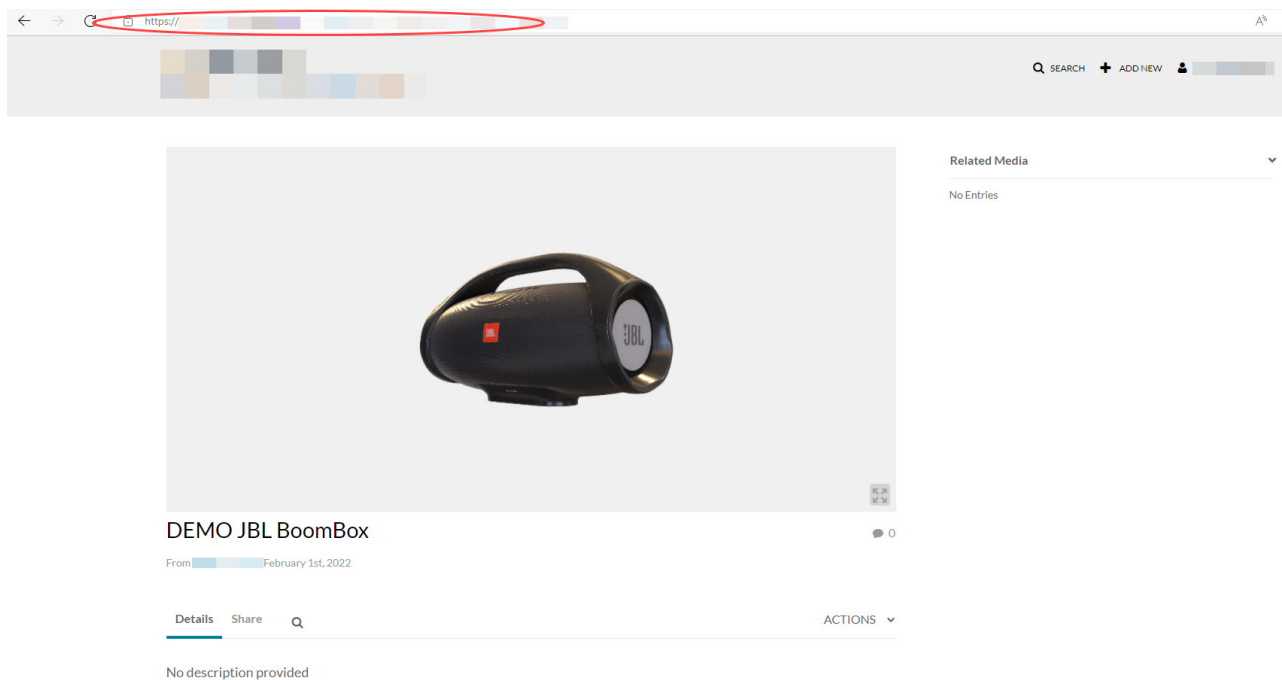 https://
SEARCH ADD NEW
Related Media
No Entries
JBL
JBL
DEMO JBL BoomBox
0
From February 1st, 2022
Details Share ACTIONS
No description provided